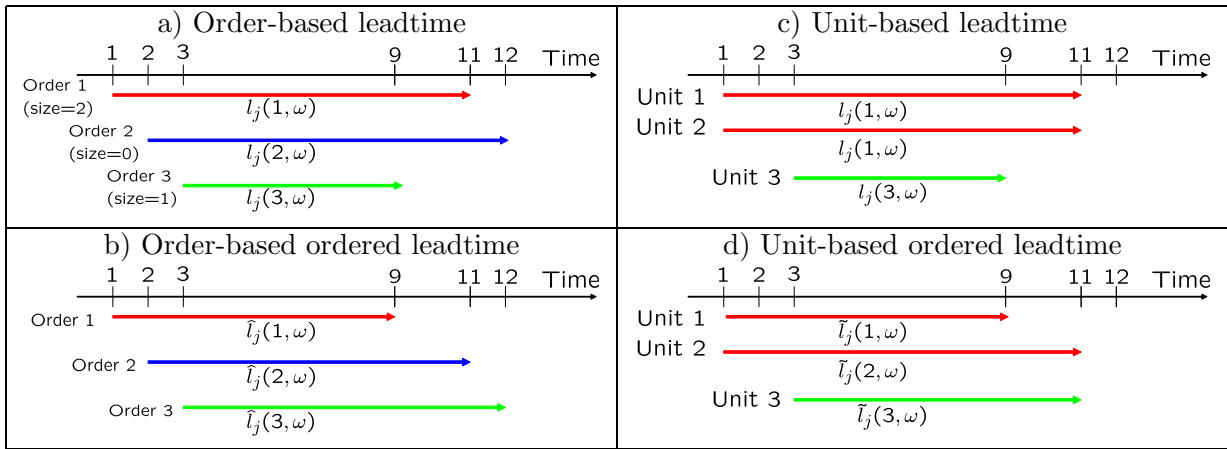 a) Order-based leadtime
1 2 3 9 11 12 Time
Order 1
(size=2)
l_j(1, ω)
Order 2
(size=0)
l_j(2, ω)
Order 3
(size=1)
l_j(3, ω)
c) Unit-based leadtime
1 2 3 9 11 12 Time
Unit 1
l_j(1, ω)
Unit 2
l_j(1, ω)
Unit 3
l_j(3, ω)
b) Order-based ordered leadtime
1 2 3 9 11 12 Time
Order 1
l̂_j(1, ω)
Order 2
l̂_j(2, ω)
Order 3
l̂_j(3, ω)
d) Unit-based ordered leadtime
1 2 3 9 11 12 Time
Unit 1
l̃_j(1, ω)
Unit 2
l̃_j(2, ω)
Unit 3
l̃_j(3, ω)